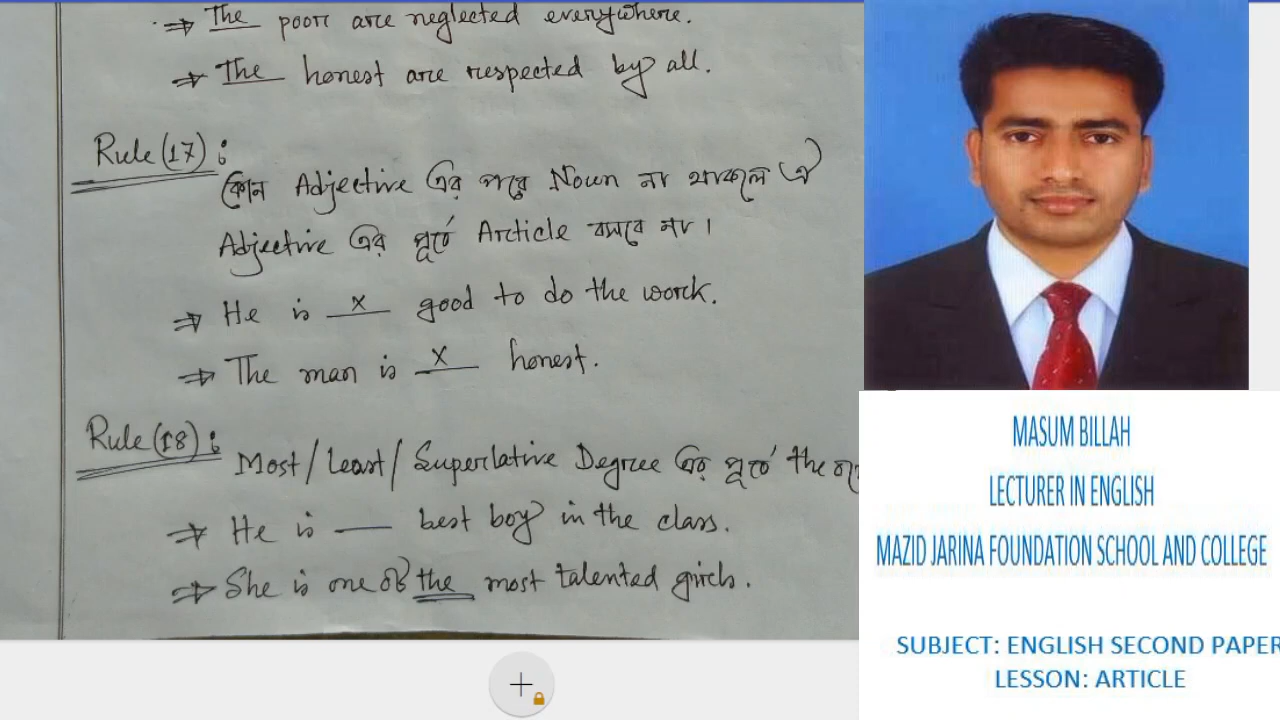 ⇒ The poor are neglected everywhere.
⇒ The honest are respected by all.
Rule (17) :
কোন Adjective এর পরে Noun না থাকলে ঐ
Adjective এর পূর্বে Article বসবে না।
⇒ He is x good to do the work.
⇒ The man is x honest.
Rule (18) :
Most/Least/Superlative Degree এর পূর্বে the
⇒ He is ___ best boy in the class.
⇒ She is one of the most talented girls.
MASUM BILLAH
LECTURER IN ENGLISH
MAZID JARINA FOUNDATION SCHOOL AND COLLEGE
SUBJECT: ENGLISH SECOND PAPER
LESSON: ARTICLE